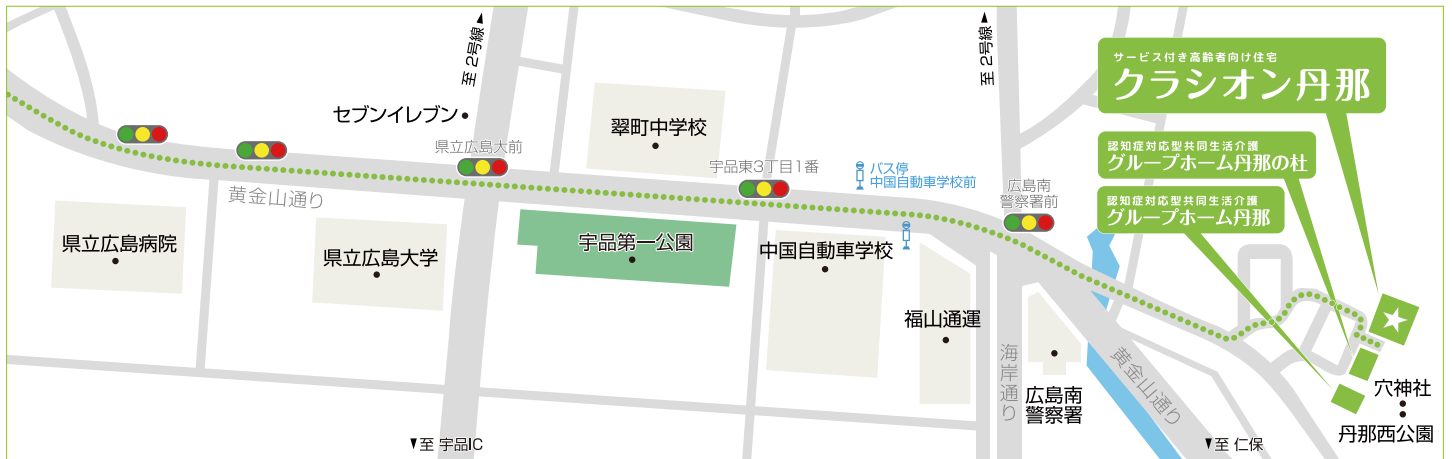 至 2号線
至 2号線
サービス付き高齢者向け住宅
クラシオン丹那
セブンイレブン
翠町中学校
県立広島大前
認知症対応型共同生活介護
グループホーム丹那の杜
宇品東3丁目1番
バス停
中国自動車学校前
広島南
警察署前
認知症対応型共同生活介護
グループホーム丹那
黄金山通り
県立広島病院
県立広島大学
宇品第一公園
中国自動車学校
福山通運
海岸通り
黄金山通り
広島南
警察署
穴神社
丹那西公園
至 宇品IC
至 仁保